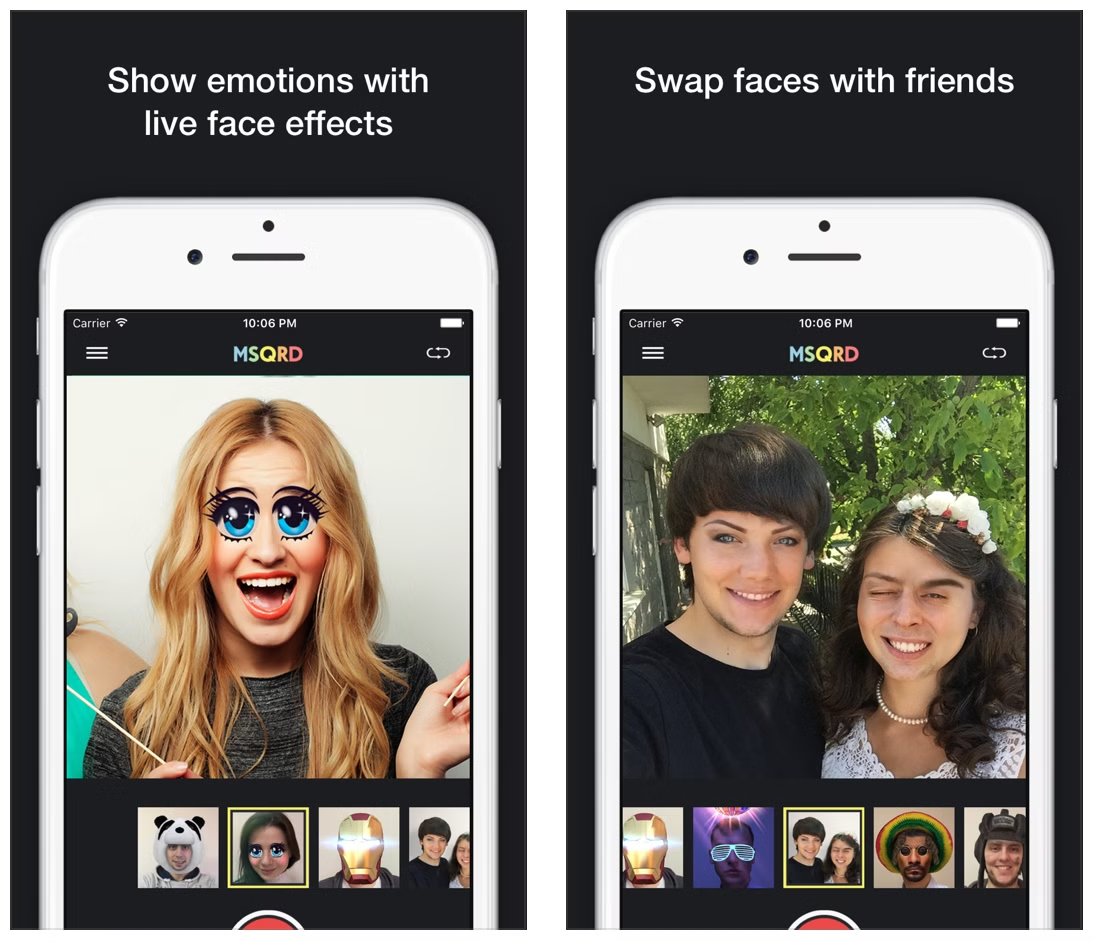 Show emotions with
live face effects
Carrier 10:06 PM
MSQRD
Swap faces with friends
Carrier 10:06 PM
MSQRD